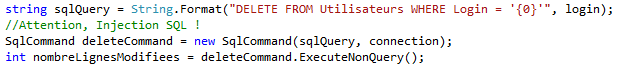 string sqlQuery = String.Format("DELETE FROM Utilisateurs WHERE Login = '{0}'", login);
//Attention, Injection SQL !
SqlCommand deleteCommand = new SqlCommand(sqlQuery, connection);
int nombreLignesModifiees = deleteCommand.ExecuteNonQuery();